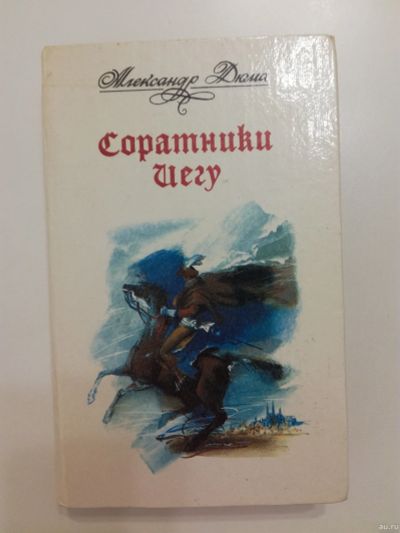 Александр Дюма
Соратники
Иегу
au.ru